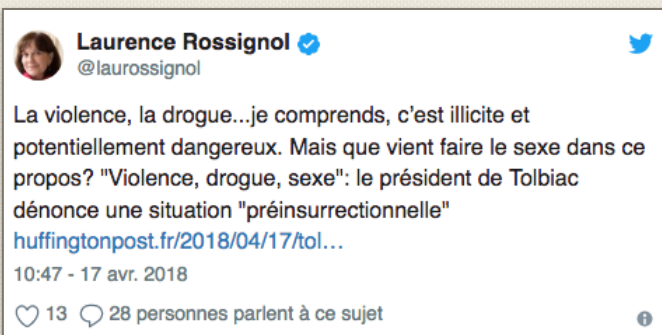 Laurence Rossignol
@laurossignol
La violence, la drogue...je comprends, c'est illicite et
potentiellement dangereux. Mais que vient faire le sexe dans ce
propos? "Violence, drogue, sexe": le président de Tolbiac
dénonce une situation "préinsurrectionnelle"
huffingtonpost.fr/2018/04/17/tol…
10:47 - 17 avr. 2018
13 28 personnes parlent à ce sujet